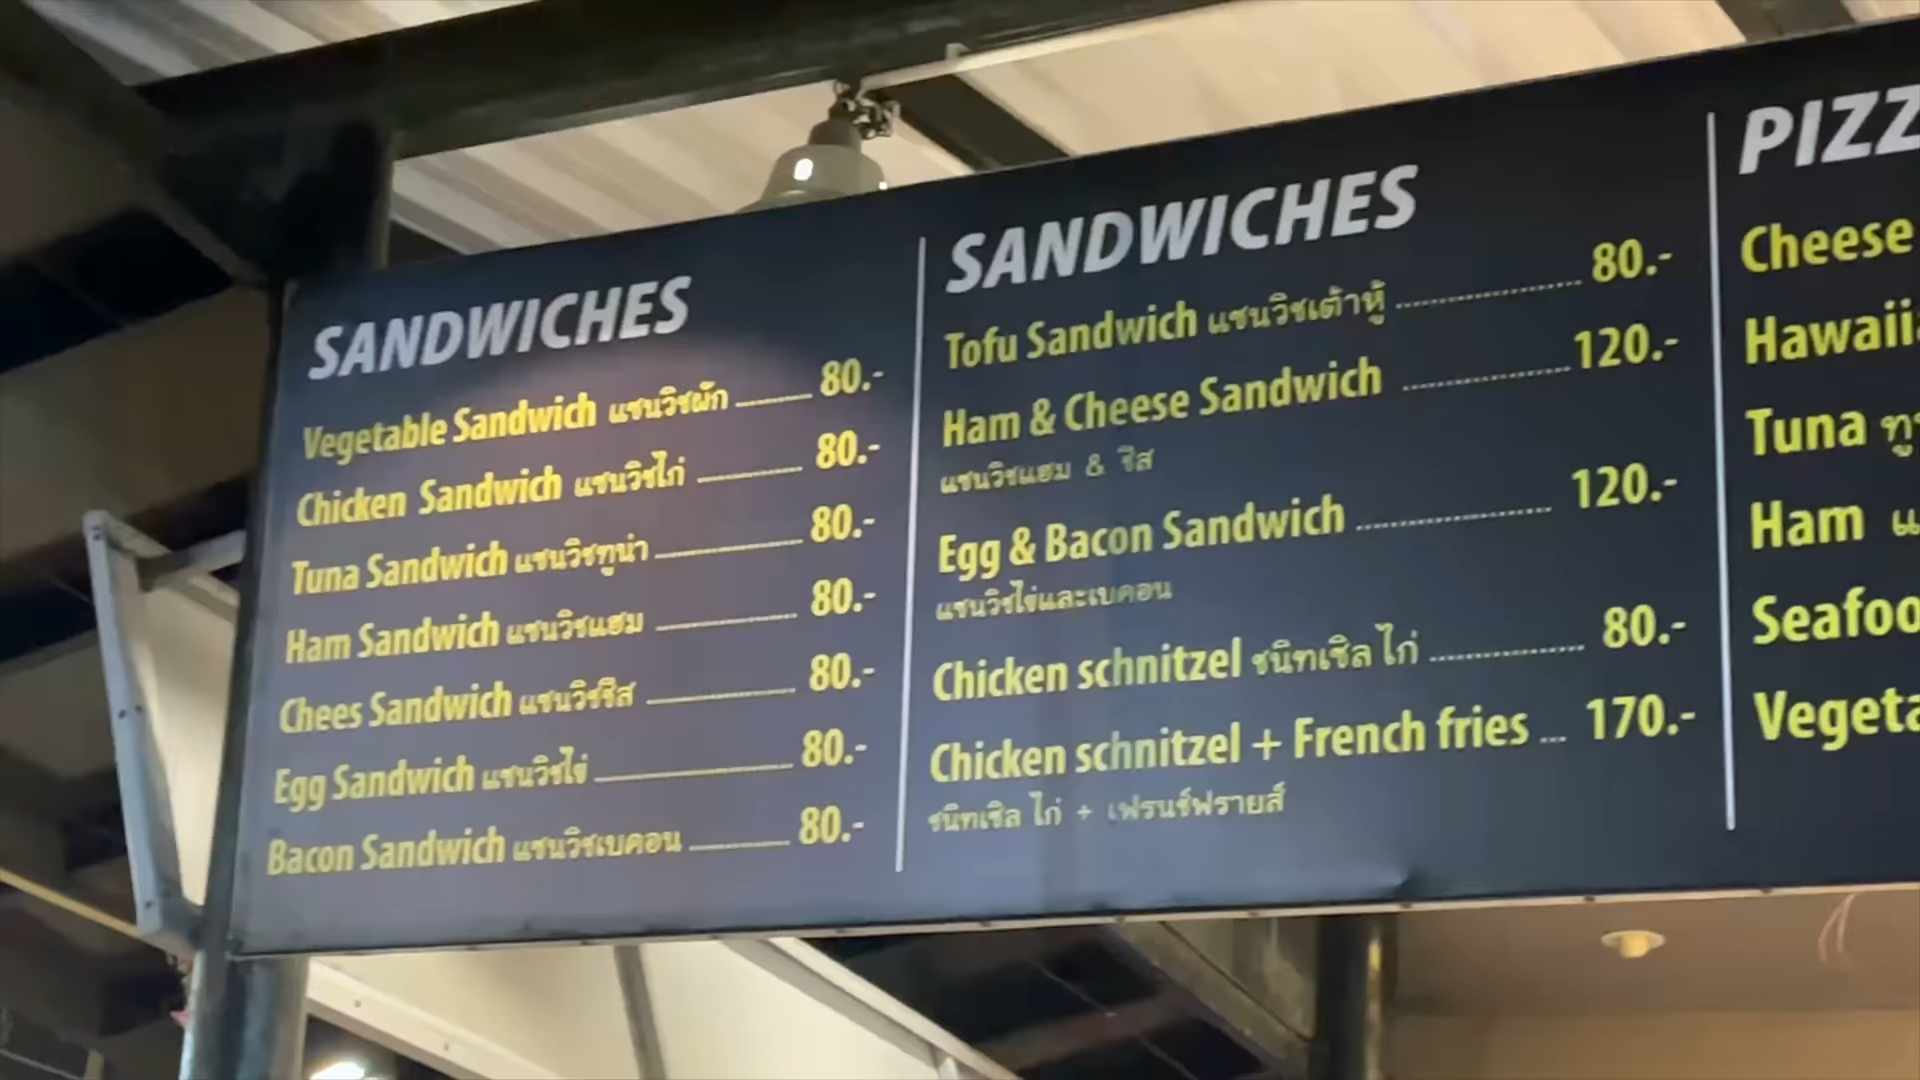 SANDWICHES
Vegetable Sandwich แซนวิชผัก 80.-
Chicken Sandwich แซนวิชไก่ 80.-
Tuna Sandwich แซนวิชทูน่า 80.-
Ham Sandwich แซนวิชแฮม 80.-
Chees Sandwich แซนวิชชีส 80.-
Egg Sandwich แซนวิชไข่ 80.-
Bacon Sandwich แซนวิชเบคอน 80.-
SANDWICHES
Tofu Sandwich แซนวิชเต้าหู้ 80.-
Ham & Cheese Sandwich 120.-
แซนวิชแฮม & ชีส
Egg & Bacon Sandwich 120.-
แซนวิชไข่และเบคอน
Chicken schnitzel ชนิทเซิล ไก่ 80.-
Chicken schnitzel + French fries ... 170.-
ชนิทเซิล ไก่ + เฟรนช์ฟรายส์
PIZZ
Cheese
Hawaii
Tuna
Ham
Seafoo
Vegeta